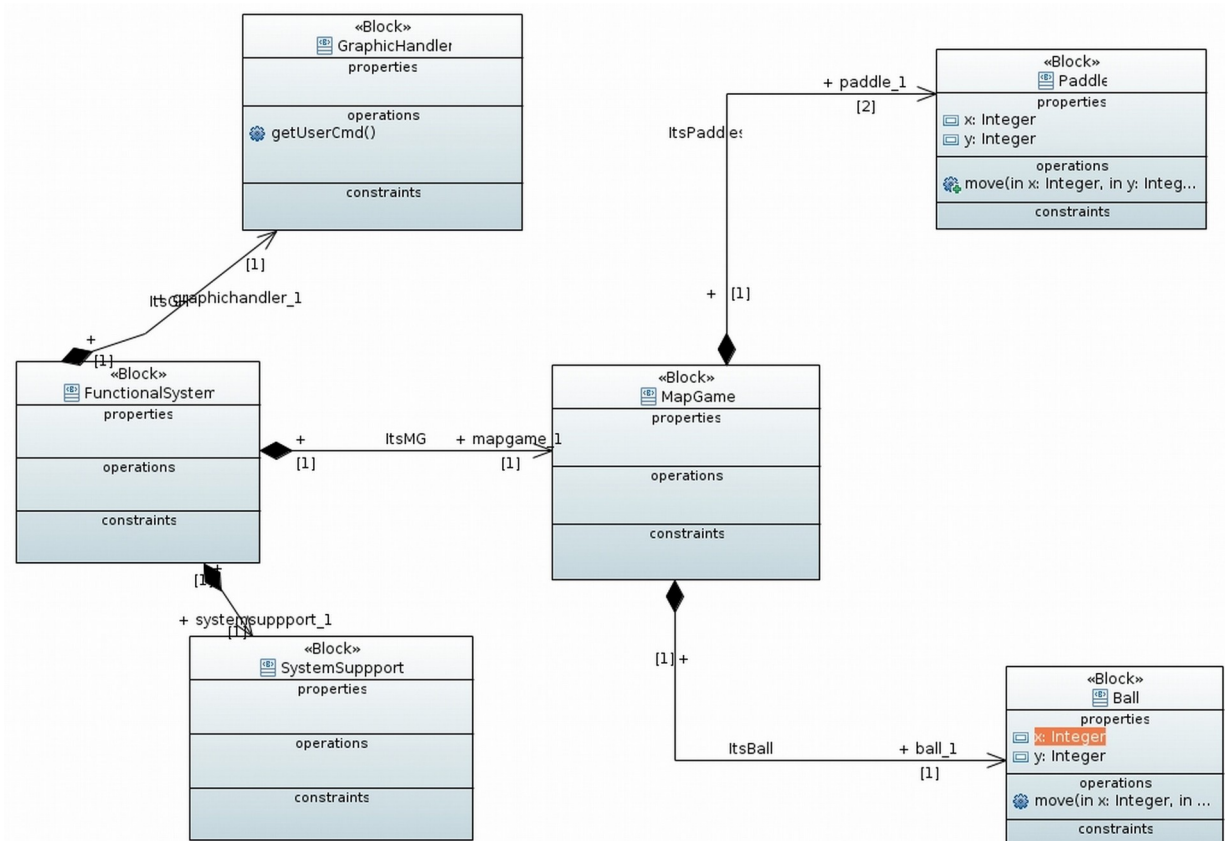 «Block»
GraphicHandler
properties
operations
getUserCmd()
constraints
[1]
+ graphichandler_1
+
[1]
«Block»
FunctionalSystem
properties
operations
constraints
+
[1]
ItsMG
+ mapgame_1
[1]
+
[1]
+ systemsuppport_1
[1]
«Block»
SystemSuppport
properties
operations
constraints
«Block»
MapGame
properties
operations
constraints
+
[1]
ItsPaddles
+ paddle_1
[2]
«Block»
Paddle
properties
x: Integer
y: Integer
operations
move(in x: Integer, in y: Integ...
constraints
[1] +
ItsBall
+ ball_1
[1]
«Block»
Ball
properties
x: Integer
y: Integer
operations
move(in x: Integer, in ...
constraints